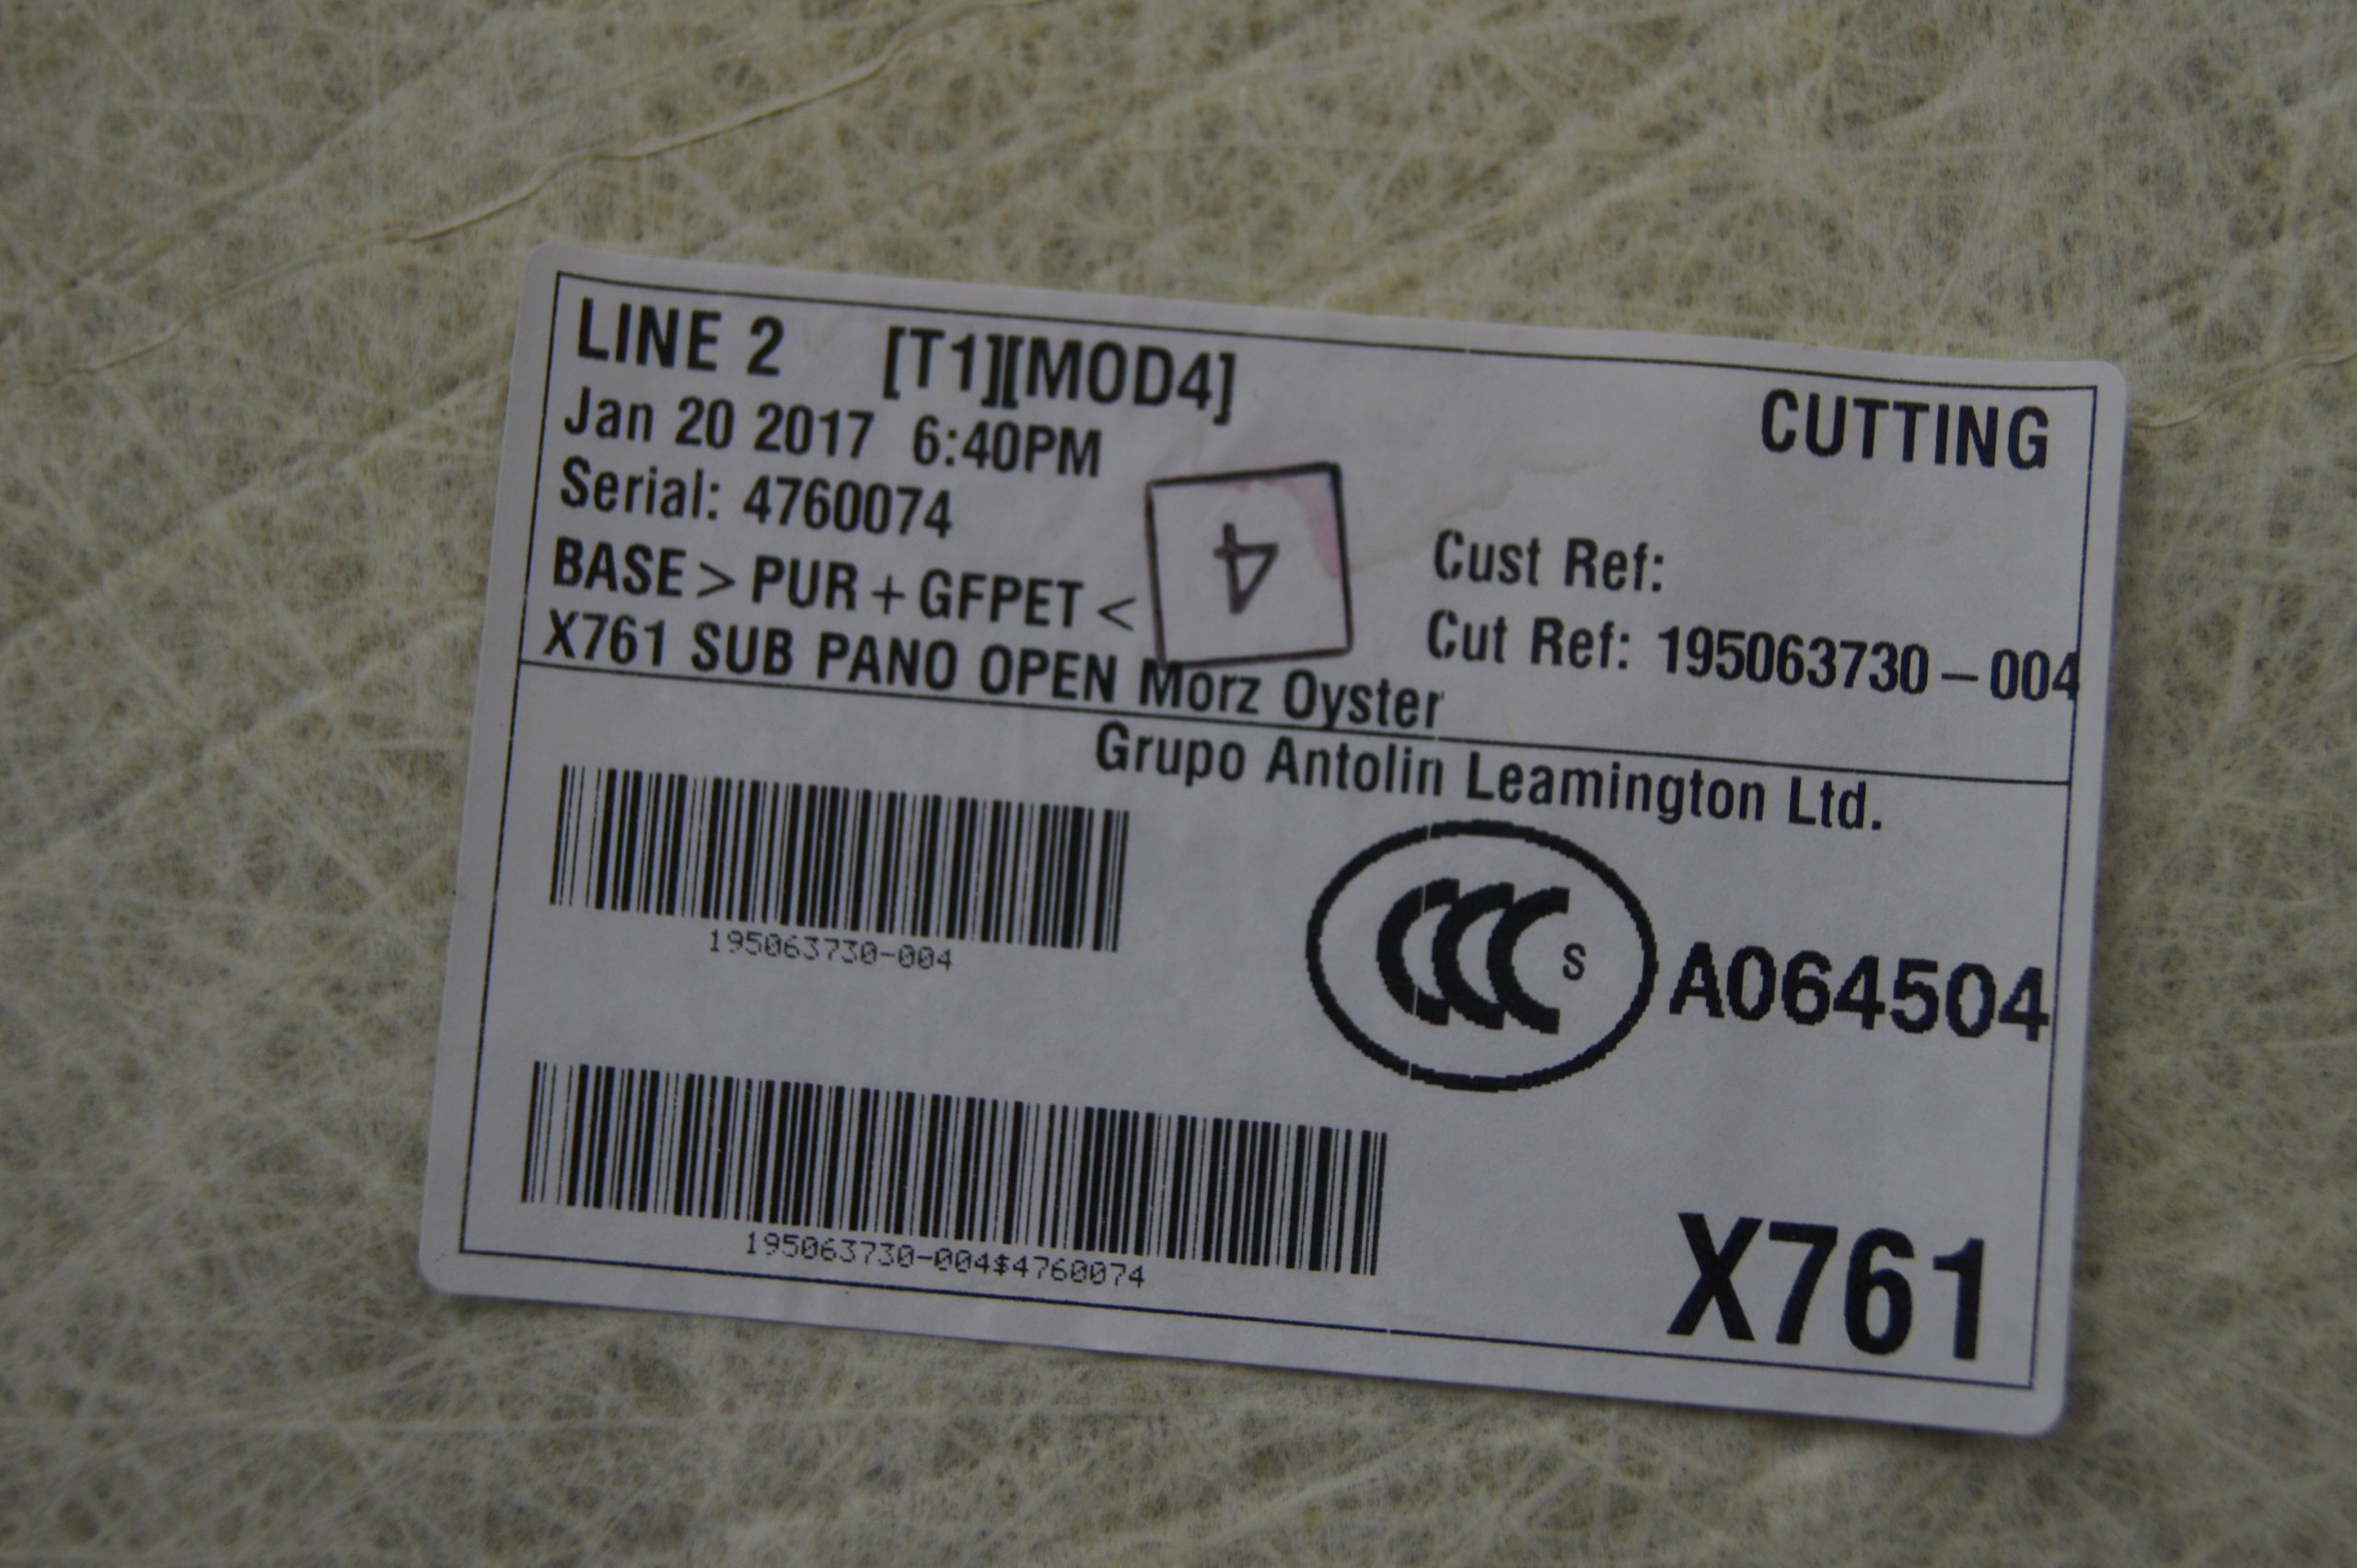 LINE 2 [T1][MOD4]
CUTTING
Jan 20 2017 6:40PM
Serial: 4760074
4
BASE > PUR + GFPET <
Cust Ref:
Cut Ref: 195063730-004
X761 SUB PANO OPEN Morz Oyster
Grupo Antolin Leamington Ltd.
195063730-004
CCC S A064504
195063730-004$4760074
X761